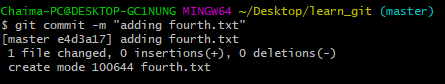 Chaima-PC@DESKTOP-GC1NUNG MINGW64 ~/Desktop/learn_git (master)
$ git commit -m "adding fourth.txt"
[master e4d3a17] adding fourth.txt
 1 file changed, 0 insertions(+), 0 deletions(-)
 create mode 100644 fourth.txt